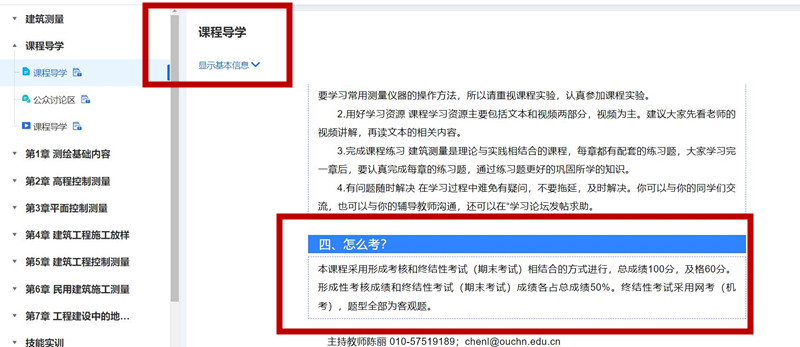 建筑测量
课程导学
课程导学
公众讨论区
课程导学
第1章 测绘基础内容
第2章 高程控制测量
第3章平面控制测量
第4章 建筑工程施工放样
第5章 建筑工程控制测量
第6章 民用建筑施工测量
第7章 工程建设中的地...
技能实训
课程导学
显示基本信息
要学习常用测量仪器的操作方法，所以请重视课程实验，认真参加课程实验。
2.用好学习资源 课程学习资源主要包括文本和视频两部分，视频为主。建议大家先看老师的
视频讲解，再读文本的相关内容。
3.完成课程练习 建筑测量是理论与实践相结合的课程，每章都有配套的练习题，大家学习完
一章后，要认真完成每章的练习题，通过练习题更好的巩固所学的知识。
4.有问题随时解决 在学习过程中难免有疑问，不要拖延，及时解决。你可以与你的同学们交
流，也可以与你的辅导教师沟通，还可以在“学习论坛发帖求助。
四、怎么考?
本课程采用形成考核和终结性考试（期末考试）相结合的方式进行，总成绩100分，及格60分。
形成性考核成绩和终结性考试（期末考试）成绩各占总成绩50%。终结性考试采用网考（机
考），题型全部为客观题。
主持教师陈丽 010-57519189；chenl@ouchn.edu.cn